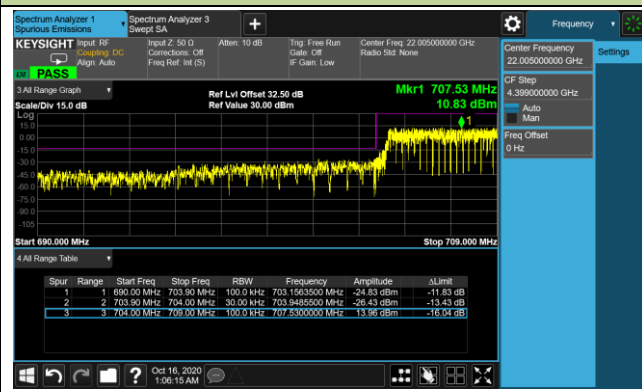 Spectrum Analyzer 1
Spurious Emissions
Spectrum Analyzer 3
Swept SA
+
Frequency
KEYSIGHT
Input: RF
Coupling: DC
Align: Auto
Input Z: 50 Ω
Corrections: Off
Freq Ref: Int (S)
Atten: 10 dB
Trig: Free Run
Gate: Off
IF Gain: Low
Center Freq: 22.005000000 GHz
Radio Std: None
PASS
Center Frequency
22.005000000 GHz
Settings
CF Step
4.399000000 GHz
Auto
Man
Freq Offset
0 Hz
3 All Range Graph
Scale/Div 15.0 dB
Ref Lvl Offset 32.50 dB
Ref Value 30.00 dBm
Mkr1 707.53 MHz
10.83 dBm
Log
15.0
0.00
-15.0
-30.0
-45.0
-60.0
-75.0
-90.0
-105
1
Start 690.000 MHz
Stop 709.000 MHz
4 All Range Table
Spur Range Start Freq Stop Freq RBW Frequency Amplitude ΔLimit
1 1 690.00 MHz 703.90 MHz 100.0 kHz 703.1563500 MHz -24.83 dBm -11.83 dB
2 2 703.90 MHz 704.00 MHz 30.00 kHz 703.9485500 MHz -26.43 dBm -13.43 dB
3 3 704.00 MHz 709.00 MHz 100.0 kHz 707.5300000 MHz 13.96 dBm -16.04 dB
?
Oct 16, 2020
1:06:15 AM